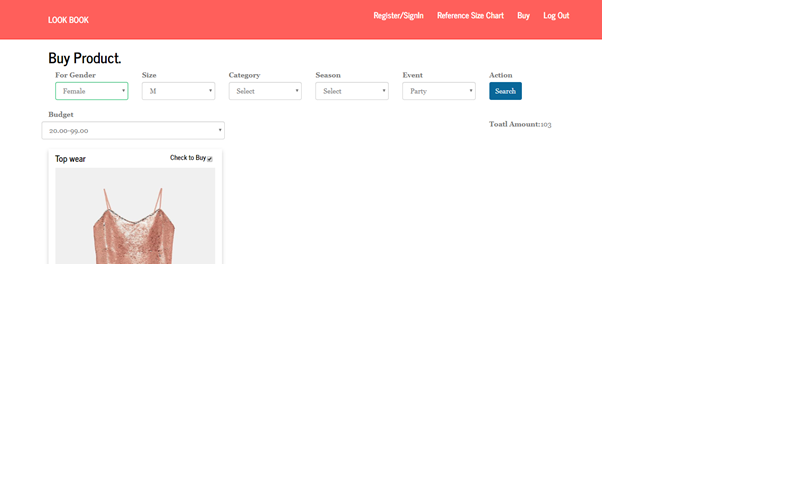 LOOK BOOK
Register/SignIn Reference Size Chart Buy Log Out
Buy Product.
For Gender Size Category Season Event Action
Female M Select Select Party Search
Budget
20.00-99.00
Toatl Amount:103
Top wear Check to Buy